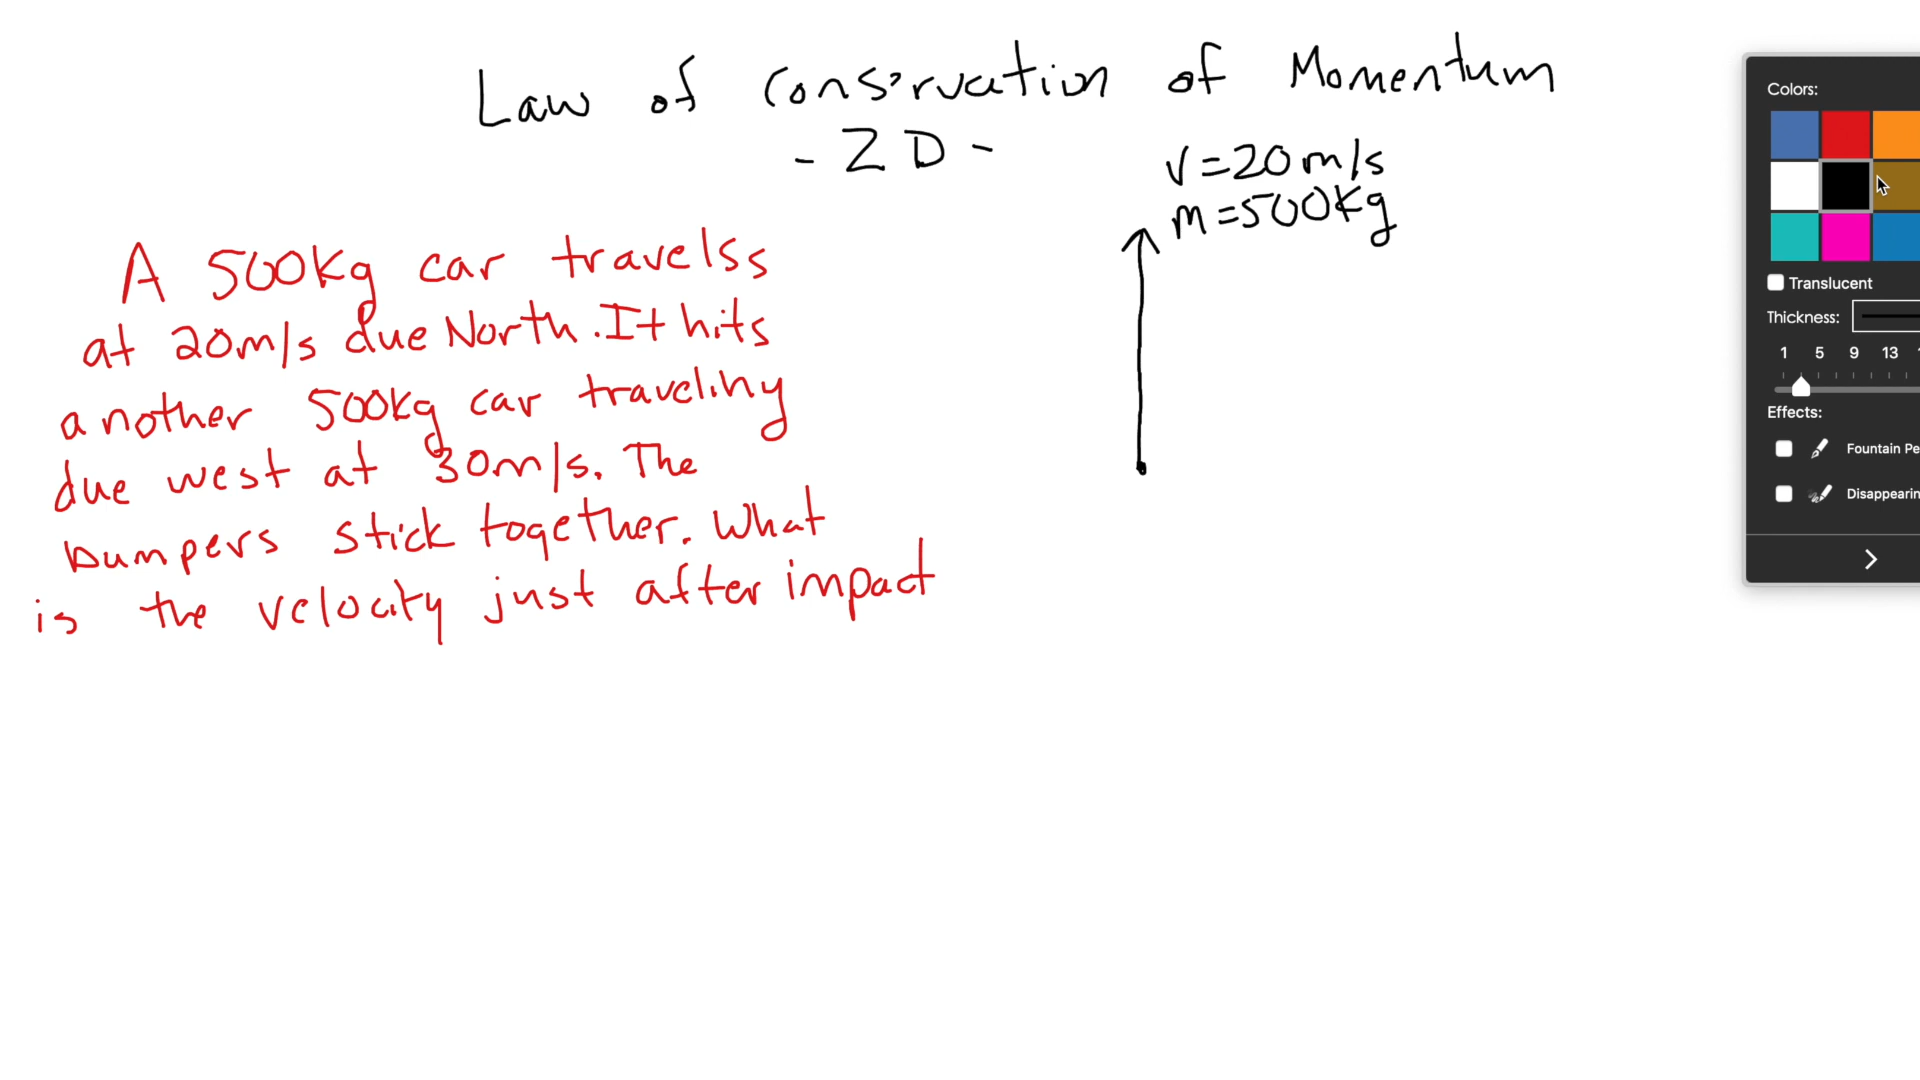 Law of Conservation of Momentum
- 2D -
v=20m/s
m=500kg
A 500kg car travelss
at 20m/s due North. It hits
another 500kg car traveling
due west at 30m/s. The
bumpers stick together. What
is the velocity just after impact
Colors:
Translucent
Thickness:
1 5 9 13
Effects:
Fountain Pe
Disappearin